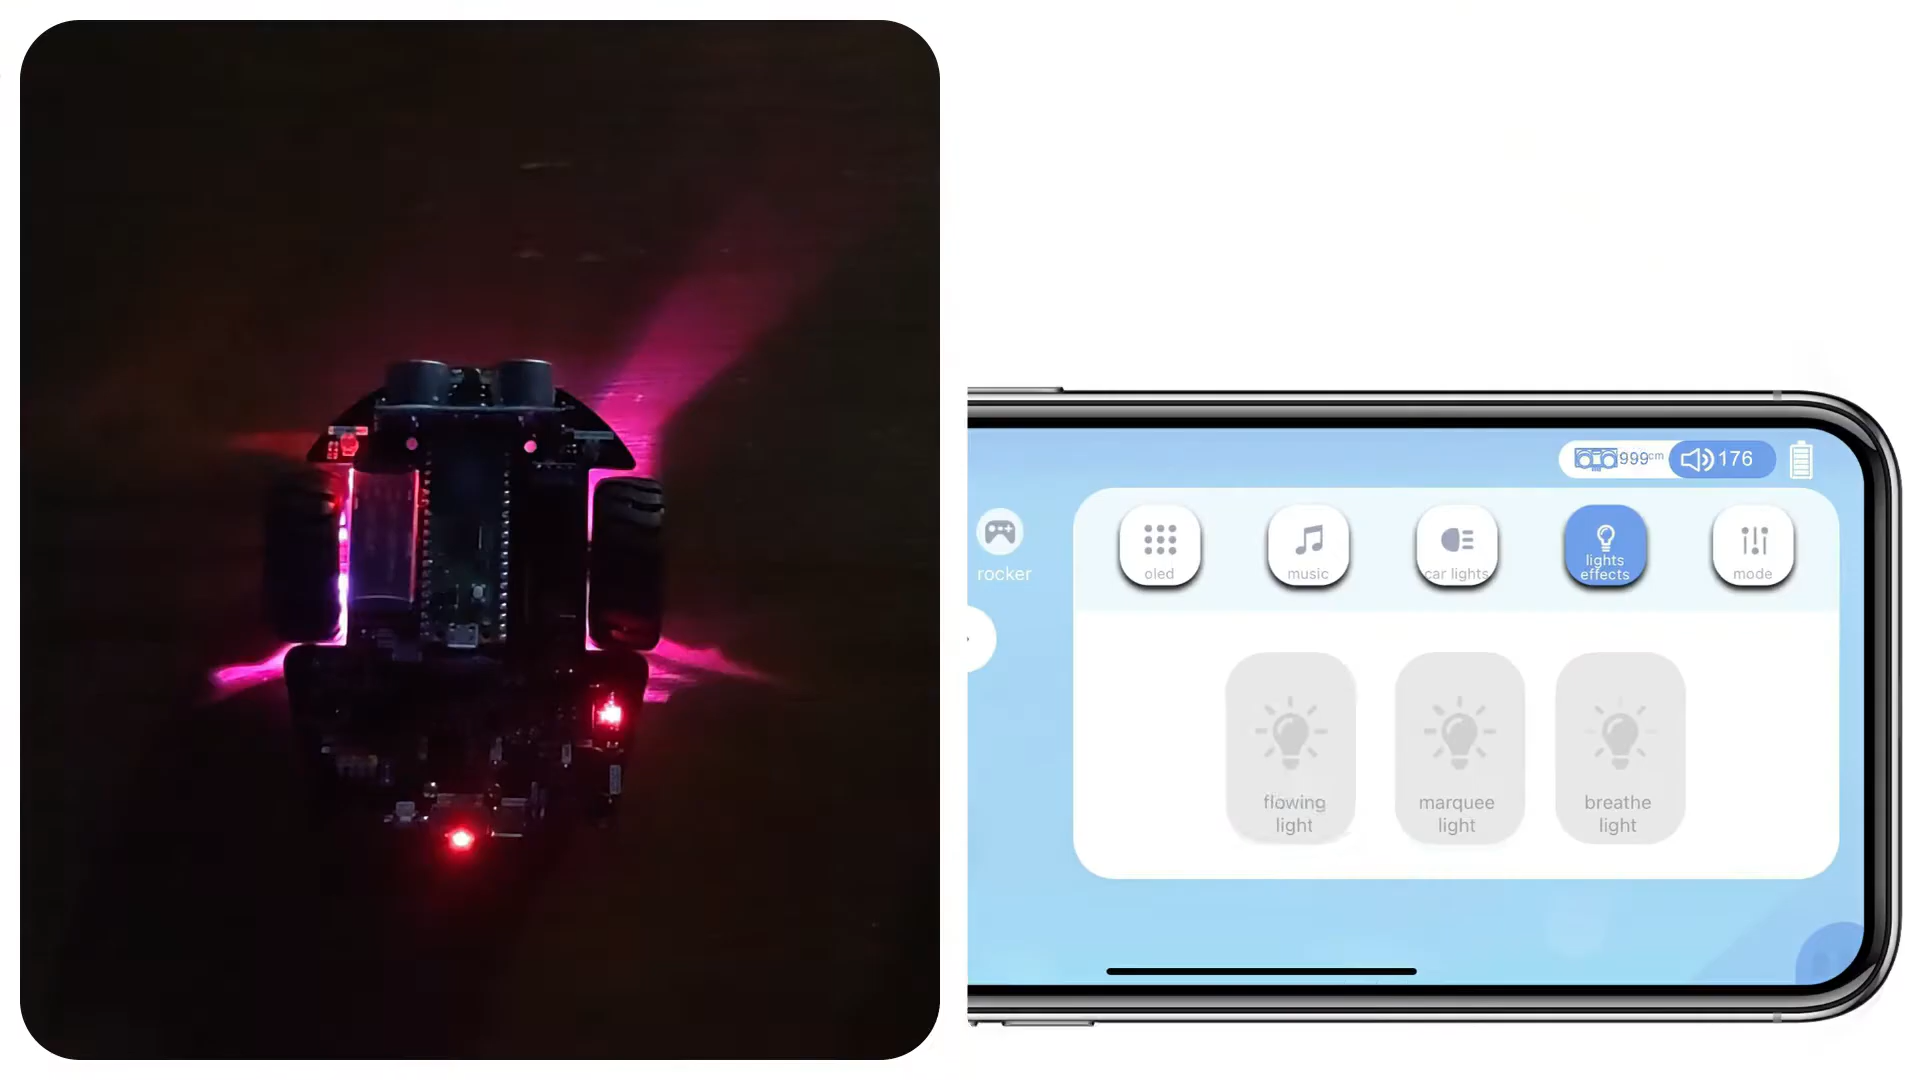 999cm
176
rocker
oled
music
car lights
lights
effects
mode
flowing
light
marquee
light
breathe
light